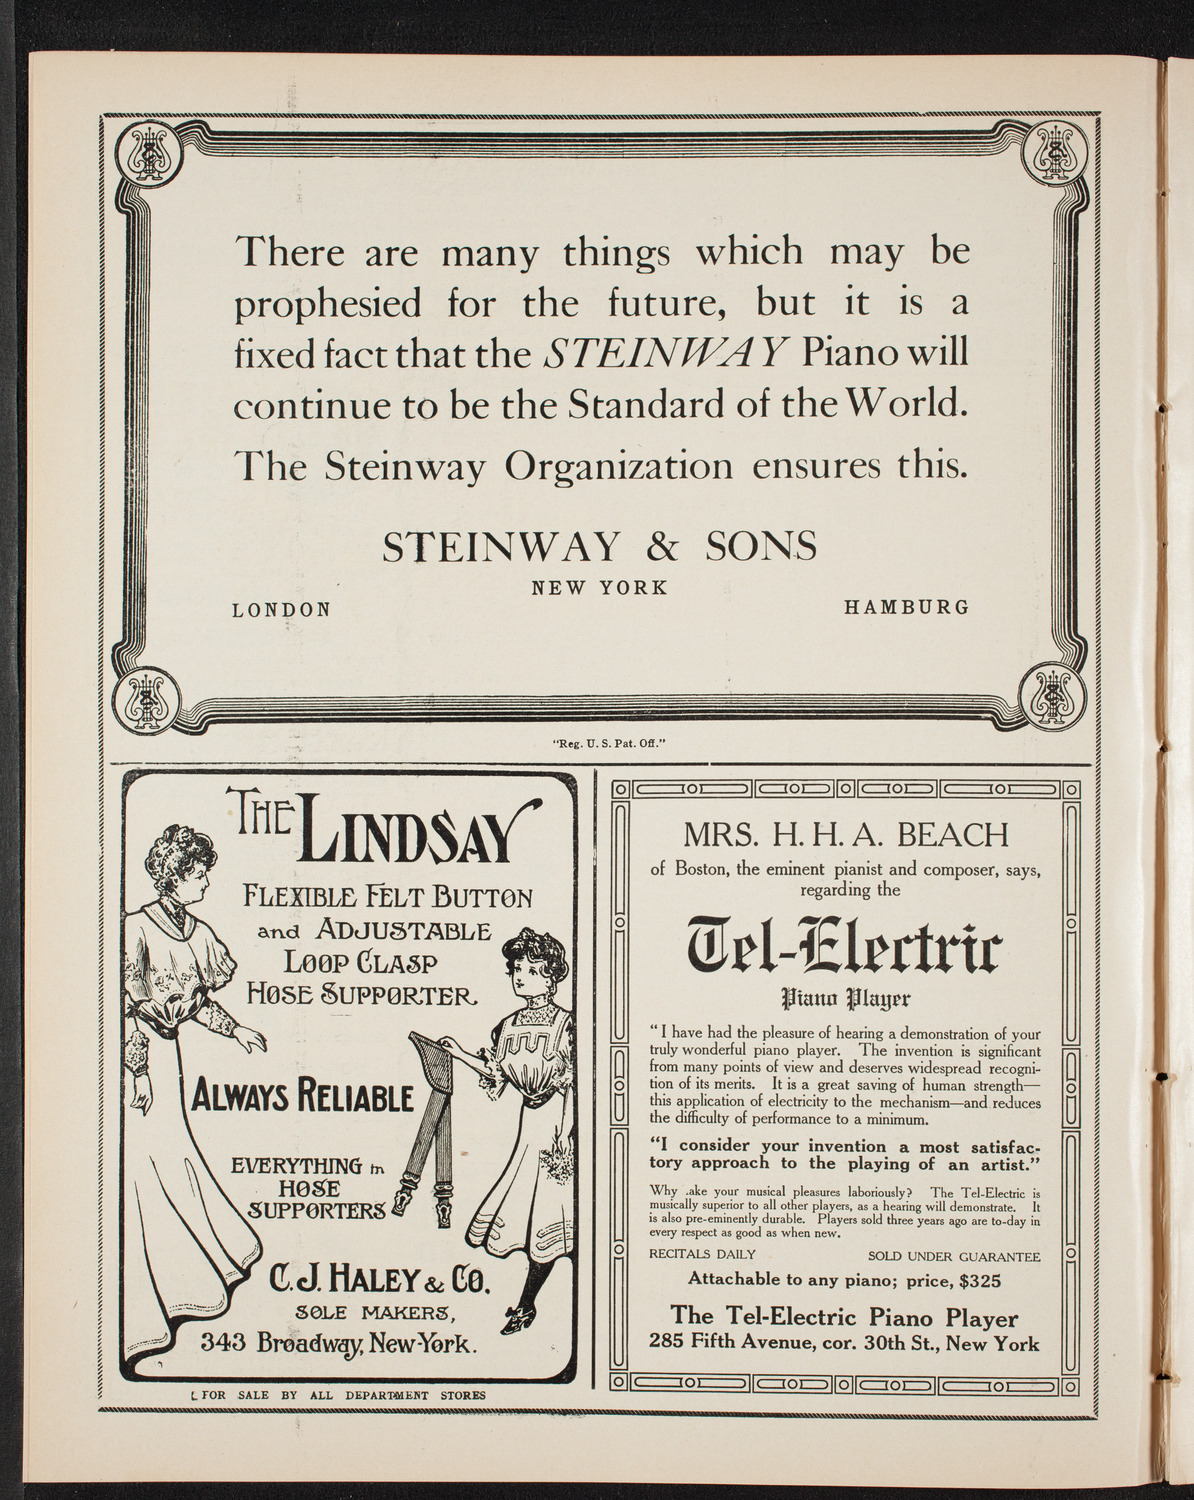 There are many things which may be
prophesied for the future, but it is a
fixed fact that the STEINWAY Piano will
continue to be the Standard of the World.
The Steinway Organization ensures this.
STEINWAY & SONS
NEW YORK
LONDON HAMBURG
"Reg. U. S. Pat. Off."
THE LINDSAY
FLEXIBLE FELT BUTTON
and ADJUSTABLE
LOOP CLASP
HOSE SUPPORTER
ALWAYS RELIABLE
EVERYTHING in
HOSE
SUPPORTERS
C. J. HALEY & CO.
SOLE MAKERS,
343 Broadway, New-York.
FOR SALE BY ALL DEPARTMENT STORES
MRS. H. H. A. BEACH
of Boston, the eminent pianist and composer, says,
regarding the
Tel-Electric
Piano Player
"I have had the pleasure of hearing a demonstration of your
truly wonderful piano player. The invention is significant
from many points of view and deserves widespread recogni-
tion of its merits. It is a great saving of human strength—
this application of electricity to the mechanism—and reduces
the difficulty of performance to a minimum.
"I consider your invention a most satisfac-
tory approach to the playing of an artist."
Why .ake your musical pleasures laboriously? The Tel-Electric is
musically superior to all other players, as a hearing will demonstrate. It
is also pre-eminently durable. Players sold three years ago are to-day in
every respect as good as when new.
RECITALS DAILY SOLD UNDER GUARANTEE
Attachable to any piano; price, $325
The Tel-Electric Piano Player
285 Fifth Avenue, cor. 30th St., New York